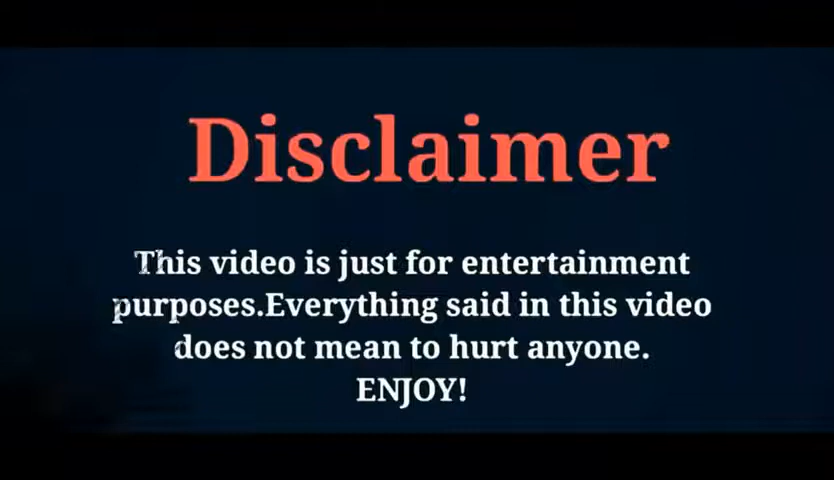 Disclaimer
This video is just for entertainment
purposes.Everything said in this video
does not mean to hurt anyone.
ENJOY!